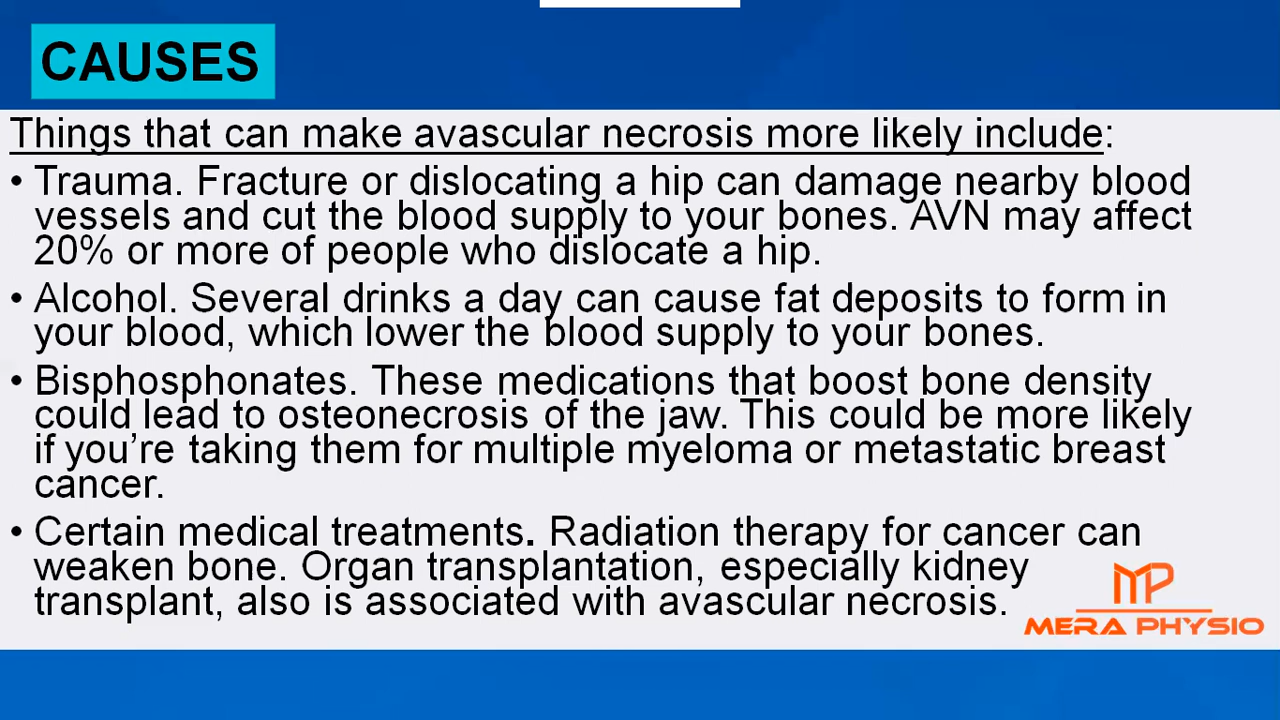 CAUSES
Things that can make avascular necrosis more likely include:
• Trauma. Fracture or dislocating a hip can damage nearby blood
vessels and cut the blood supply to your bones. AVN may affect
20% or more of people who dislocate a hip.
• Alcohol. Several drinks a day can cause fat deposits to form in
your blood, which lower the blood supply to your bones.
• Bisphosphonates. These medications that boost bone density
could lead to osteonecrosis of the jaw. This could be more likely
if you’re taking them for multiple myeloma or metastatic breast
cancer.
• Certain medical treatments. Radiation therapy for cancer can
weaken bone. Organ transplantation, especially kidney
transplant, also is associated with avascular necrosis.
MP
MERA PHYSIO